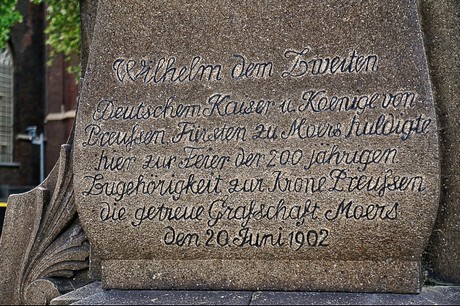 Wilhelm dem Zweiten
Deutschem Kaiser u Koenige von
Preußen, Fürsten zu Moers huldigte
hier zur Feier der 200 jährigen
Zugehörigkeit zur Krone Preußen
die getreue Grafschaft Moers
den 20 Juni 1902